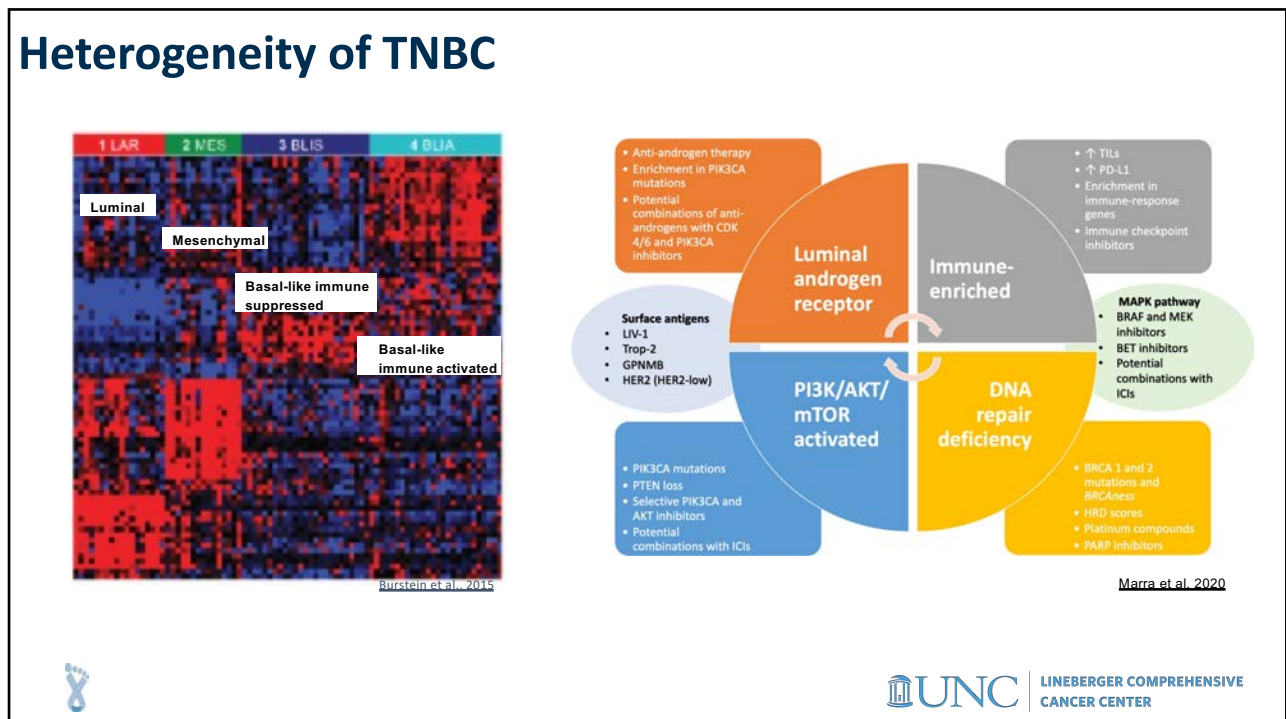 Heterogeneity of TNBC
1 LAR
2 MES
3 BLIS
4 BLIA
Luminal
Mesenchymal
Basal-like immune
suppressed
Basal-like
immune activated
Burstein et al., 2015
• Anti-androgen therapy
• Enrichment in PIK3CA
mutations
• Potential
combinations of anti-
androgens with CDK
4/6 and PIK3CA
inhibitors
• ↑ TILs
• ↑ PD-L1
• Enrichment in
immune-response
genes
• Immune checkpoint
inhibitors
Luminal
androgen
receptor
Immune-
enriched
Surface antigens
• LIV-1
• Trop-2
• GPNMB
• HER2 (HER2-low)
MAPK pathway
• BRAF and MEK
inhibitors
• BET inhibitors
• Potential
combinations with
ICIs
PI3K/AKT/
mTOR
activated
DNA
repair
deficiency
• PIK3CA mutations
• PTEN loss
• Selective PIK3CA and
AKT inhibitors
• Potential
combinations with ICIs
• BRCA 1 and 2
mutations and
BRCAness
• HRD scores
• Platinum compounds
• PARP inhibitors
Marra et al, 2020
UNC
LINEBERGER COMPREHENSIVE
CANCER CENTER